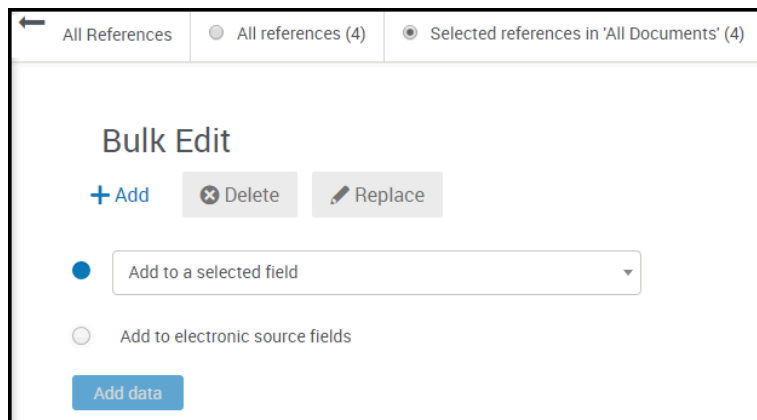 All References All references (4) Selected references in 'All Documents' (4)
Bulk Edit
Add Delete Replace
Add to a selected field
Add to electronic source fields
Add data